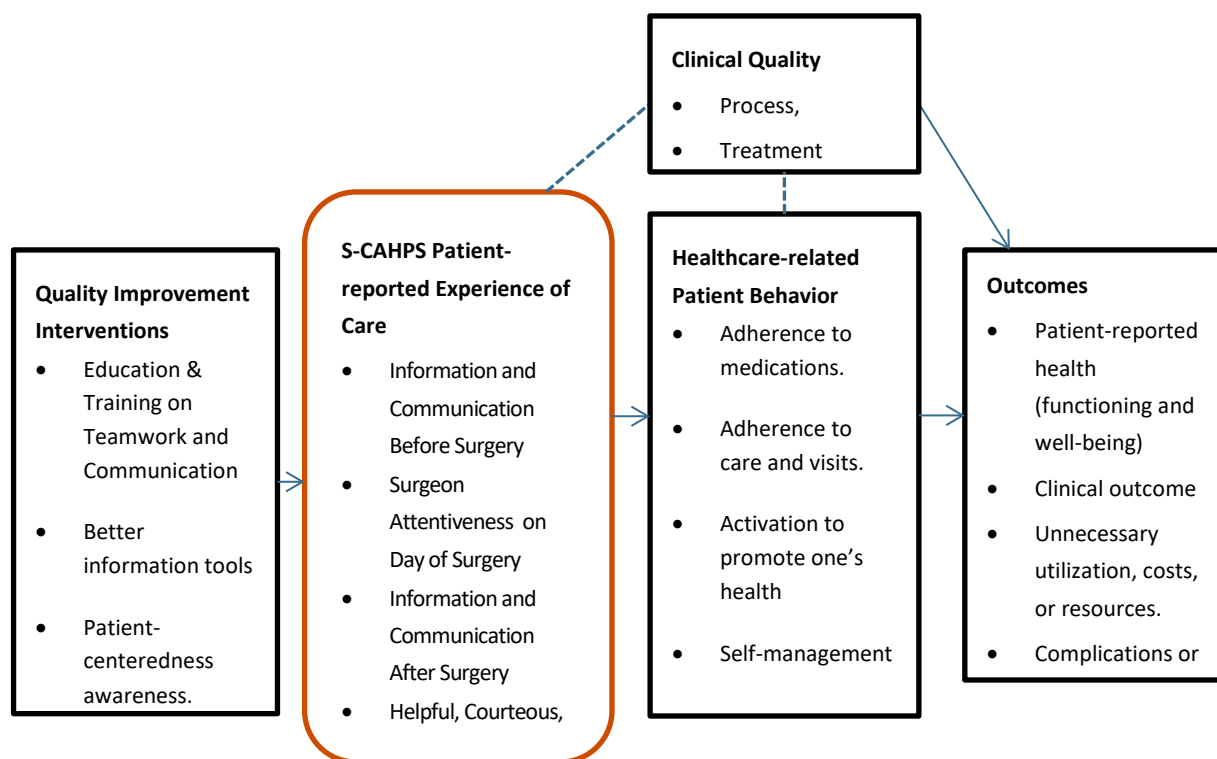 Clinical Quality
• Process,
• Treatment
Quality Improvement
Interventions
• Education &
Training on
Teamwork and
Communication
• Better
information tools
• Patient-
centeredness
awareness.
S-CAHPS Patient-
reported Experience of
Care
• Information and
Communication
Before Surgery
• Surgeon
Attentiveness on
Day of Surgery
• Information and
Communication
After Surgery
• Helpful, Courteous,
Healthcare-related
Patient Behavior
• Adherence to
medications.
• Adherence to
care and visits.
• Activation to
promote one’s
health
• Self-management
Outcomes
• Patient-reported
health
(functioning and
well-being)
• Clinical outcome
• Unnecessary
utilization, costs,
or resources.
• Complications or